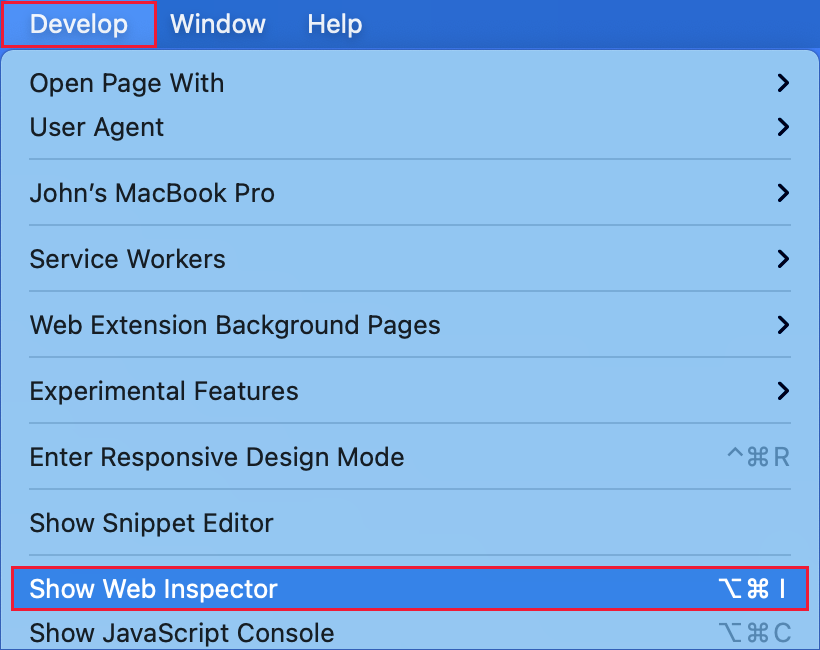 Develop Window Help
Open Page With
User Agent
John’s MacBook Pro
Service Workers
Web Extension Background Pages
Experimental Features
Enter Responsive Design Mode ^⌘R
Show Snippet Editor
Show Web Inspector ⌥⌘I
Show JavaScript Console ⌥⌘C